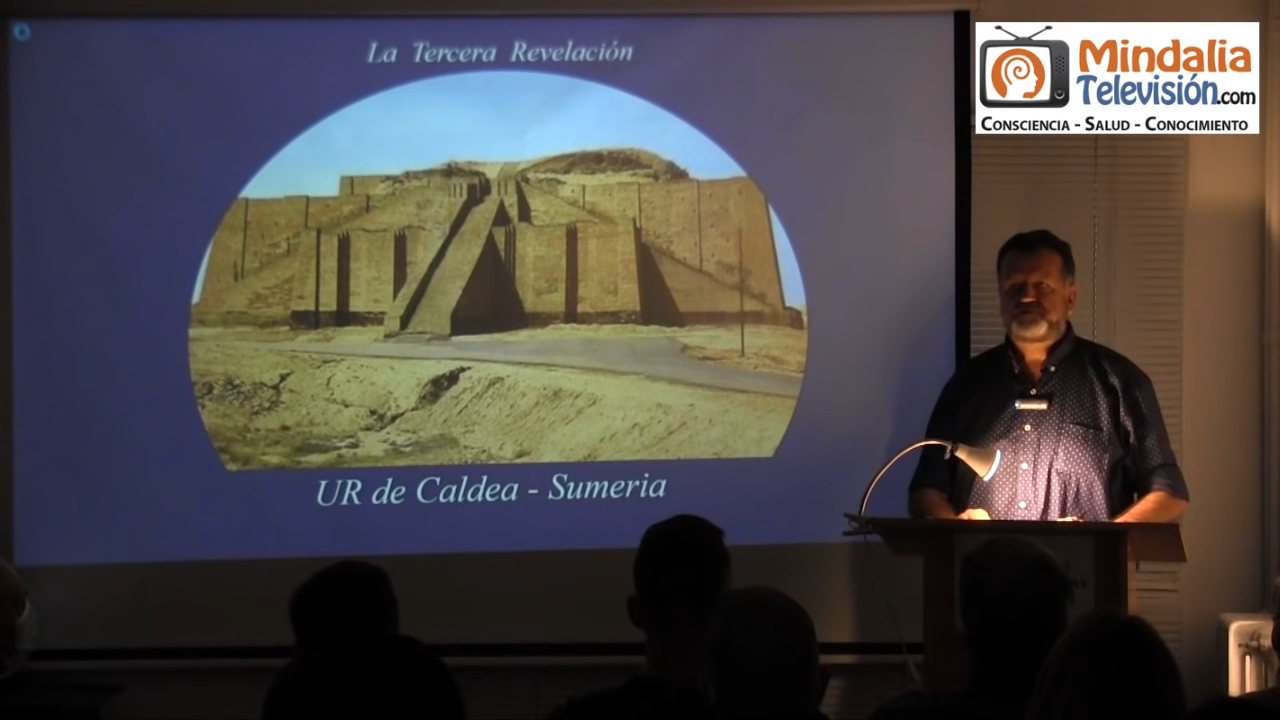 La Tercera Revelación
Mindalia
Televisión.com
CONSCIENCIA - SALUD - CONOCIMIENTO
UR de Caldea - Sumeria